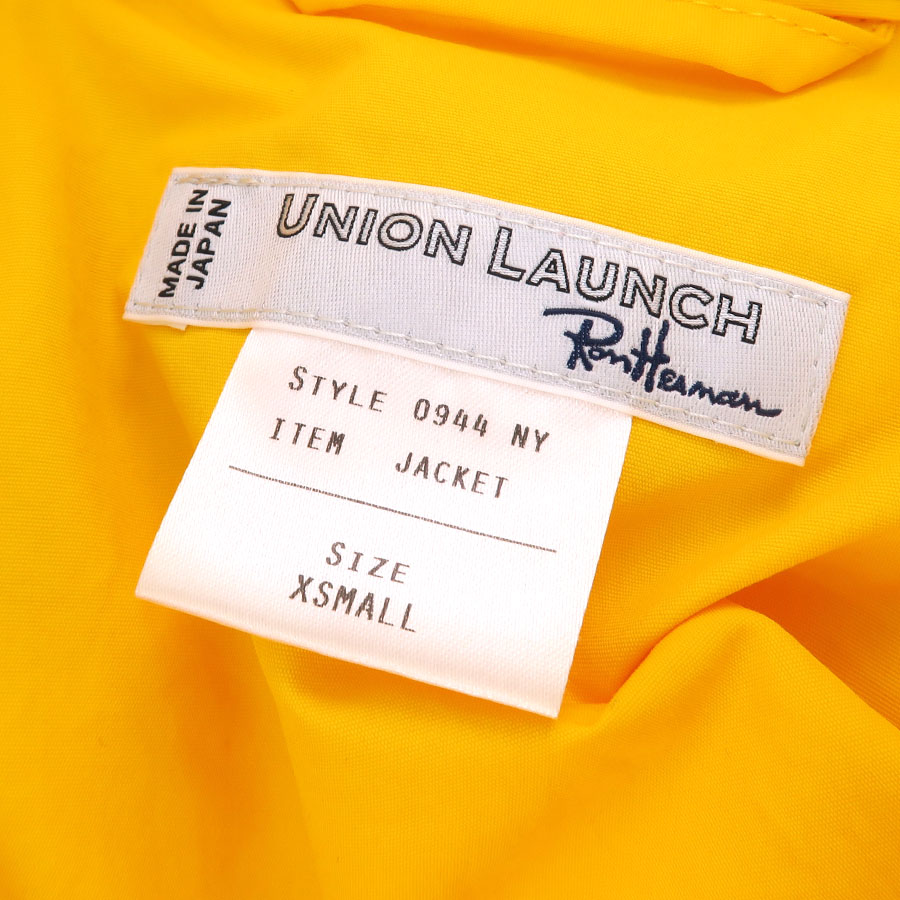 MADE IN
JAPAN
UNION LAUNCH
Ron Herman
STYLE 0944 NY
ITEM JACKET
SIZE
XSMALL